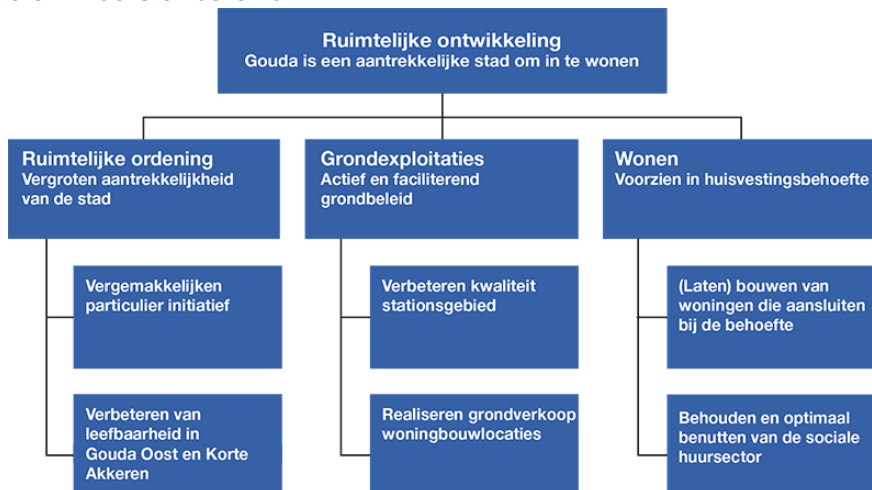 Ruimtelijke ontwikkeling
Gouda is een aantrekkelijke stad om in te wonen
Ruimtelijke ordening
Vergroten aantrekkelijkheid
van de stad
Vergemakkelijken
particulier initiatief
Verbeteren van
leefbaarheid in
Gouda Oost en Korte
Akkeren
Grondexploitaties
Actief en faciliterend
grondbeleid
Verbeteren kwaliteit
stationsgebied
Realiseren grondverkoop
woningbouwlocaties
Wonen
Voorzien in huisvestingsbehoefte
(Laten) bouwen van
woningen die aansluiten
bij de behoefte
Behouden en optimaal
benutten van de sociale
huursector